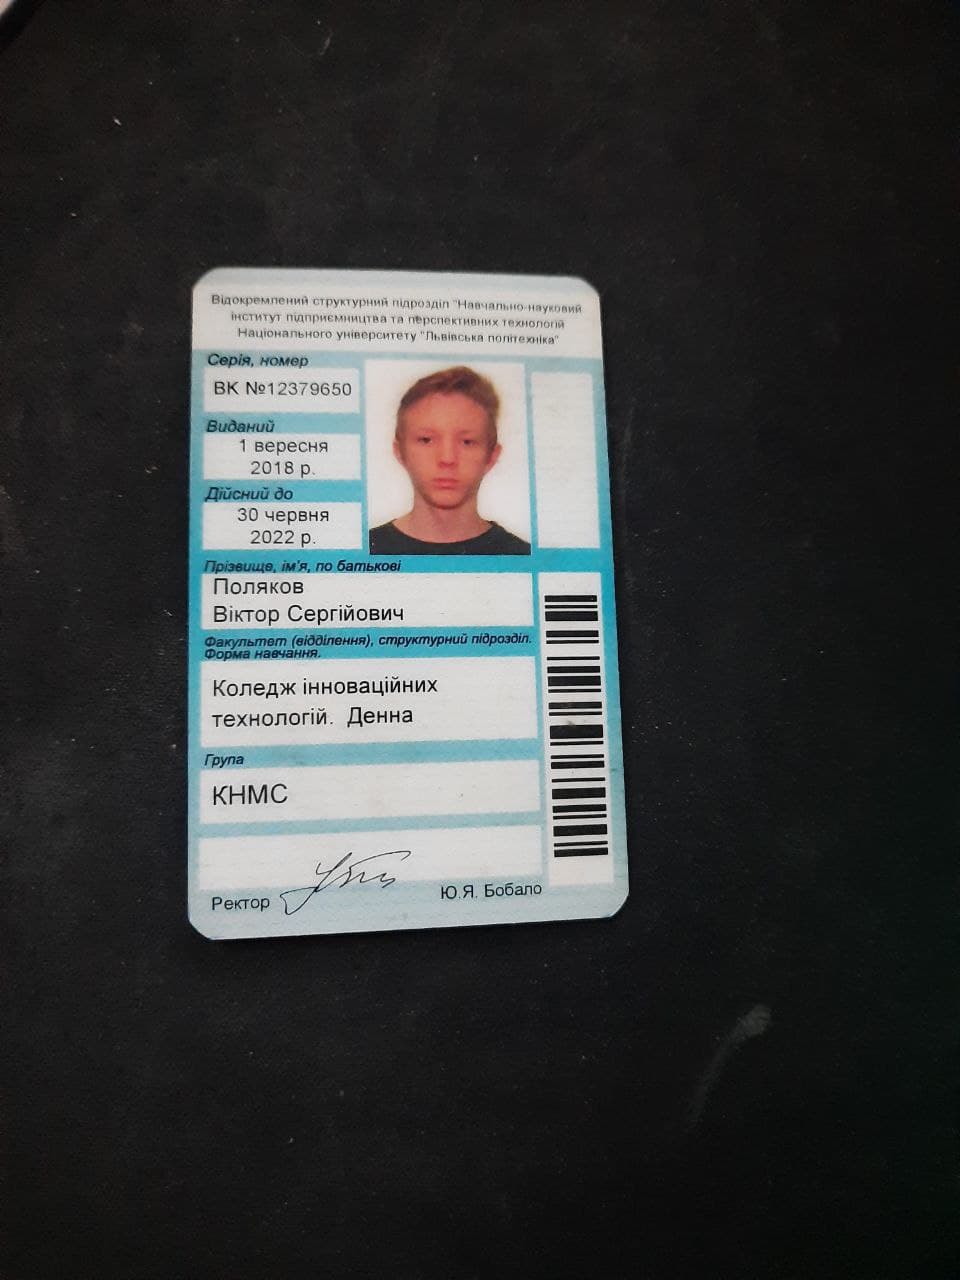 Відокремлений структурний підрозділ "Навчально-науковий
інститут підприємництва та перспективних технологій
Національного університету "Львівська політехніка"
Серія, номер
ВК №12379650
Виданий
1 вересня
2018 р.
Дійсний до
30 червня
2022 р.
Прізвище, ім'я, по батькові
Поляков
Віктор Сергійович
Факультет (відділення), структурний підрозділ.
Форма навчання.
Коледж інноваційних
технологій. Денна
Група
КНМС
Ректор
Ю.Я. Бобало